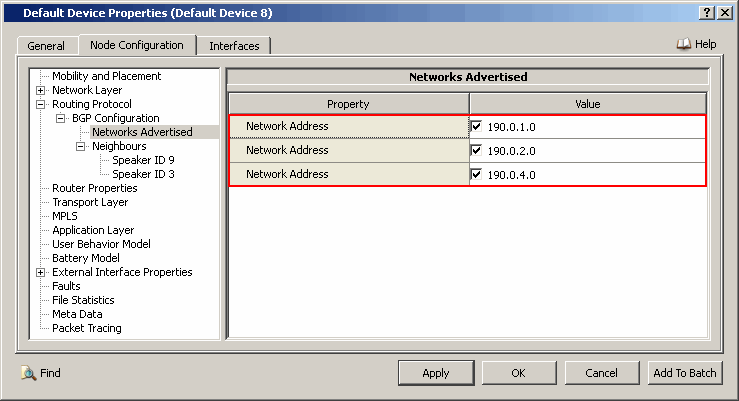 Default Device Properties (Default Device 8)
General
Node Configuration
Interfaces
Help
Mobility and Placement
Network Layer
Routing Protocol
BGP Configuration
Networks Advertised
Neighbours
Speaker ID 9
Speaker ID 3
Router Properties
Transport Layer
MPLS
Application Layer
User Behavior Model
Battery Model
External Interface Properties
Faults
File Statistics
Meta Data
Packet Tracing
Networks Advertised
Property Value
Network Address 190.0.1.0
Network Address 190.0.2.0
Network Address 190.0.4.0
Find
Apply
OK
Cancel
Add To Batch